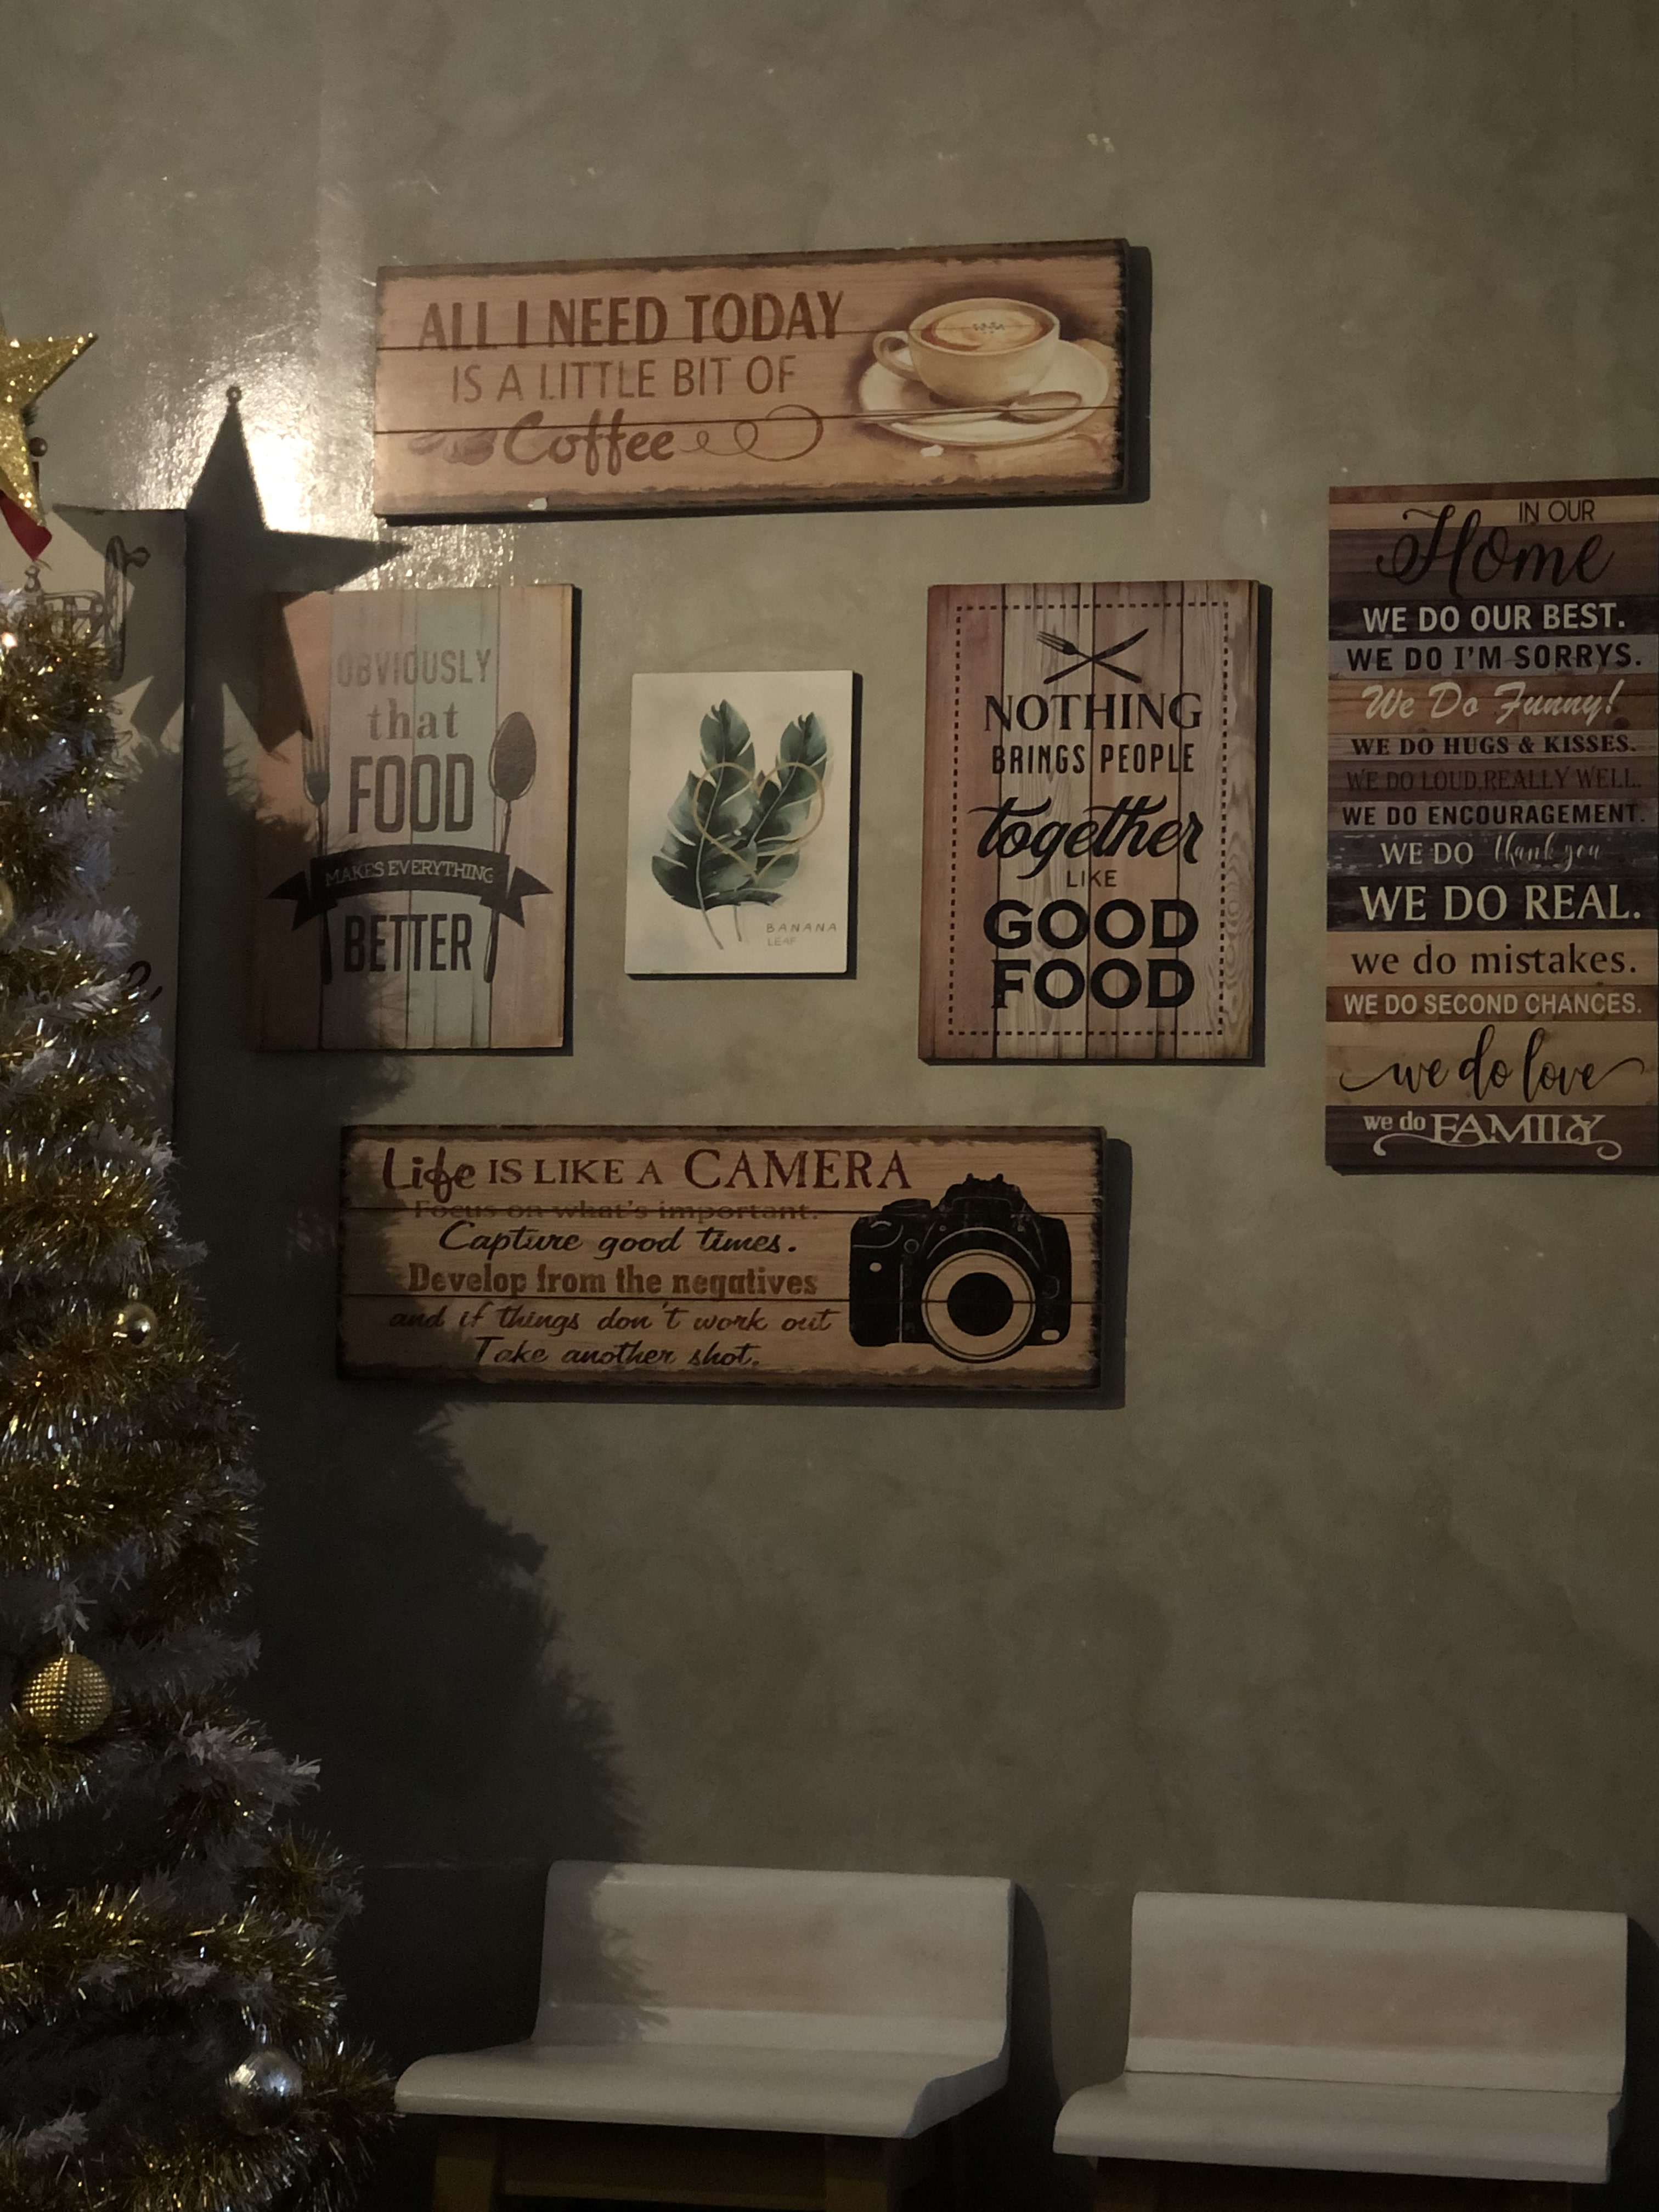 ALL I NEED TODAY
IS A LITTLE BIT OF
Coffee
OBVIOUSLY
that
FOOD
MAKES EVERYTHING
BETTER
BANANA
LEAF
NOTHING
BRINGS PEOPLE
together
LIKE
GOOD
FOOD
IN OUR
Home
WE DO OUR BEST.
WE DO I'M SORRYS.
We Do Funny!
WE DO HUGS & KISSES.
WE DO LOUD REALLY WELL.
WE DO ENCOURAGEMENT.
WE DO thank you
WE DO REAL.
we do mistakes.
WE DO SECOND CHANCES.
we do love
we do FAMILY
Life IS LIKE A CAMERA
Focus on what's important.
Capture good times.
Develop from the negatives
and if things don't work out
Take another shot.